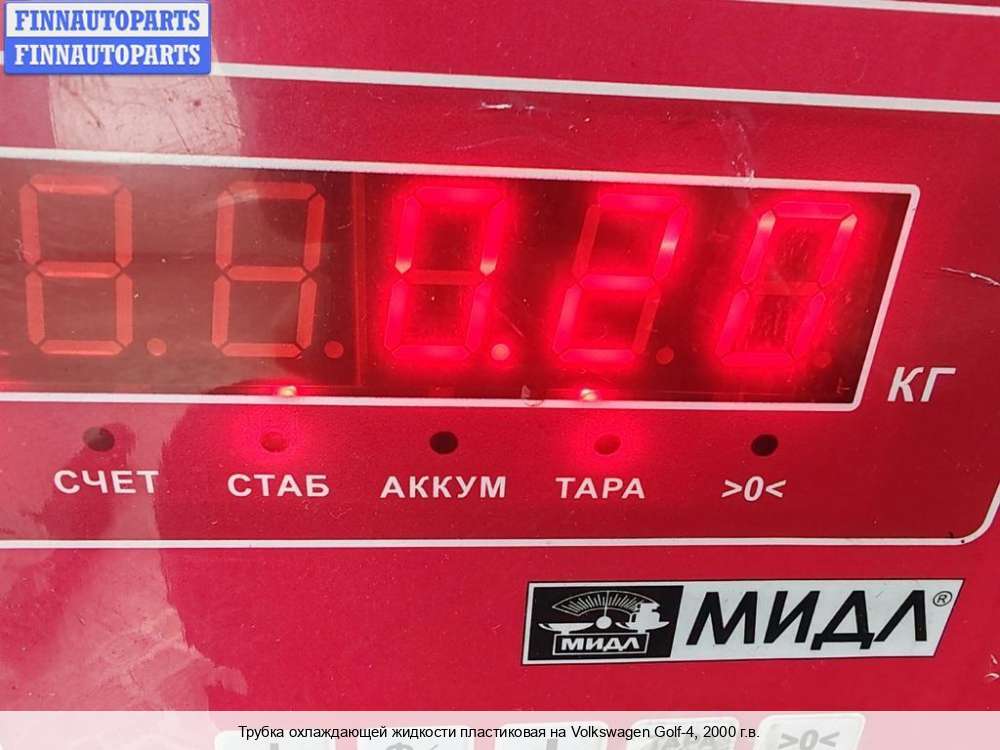 FINNAUTOPARTS
FINNAUTOPARTS
0.20
КГ
СЧЕТ СТАБ АККУМ ТАРА >0<
МИДЛ МИДЛ®
Трубка охлаждающей жидкости пластиковая на Volkswagen Golf-4, 2000 г.в.
>0<